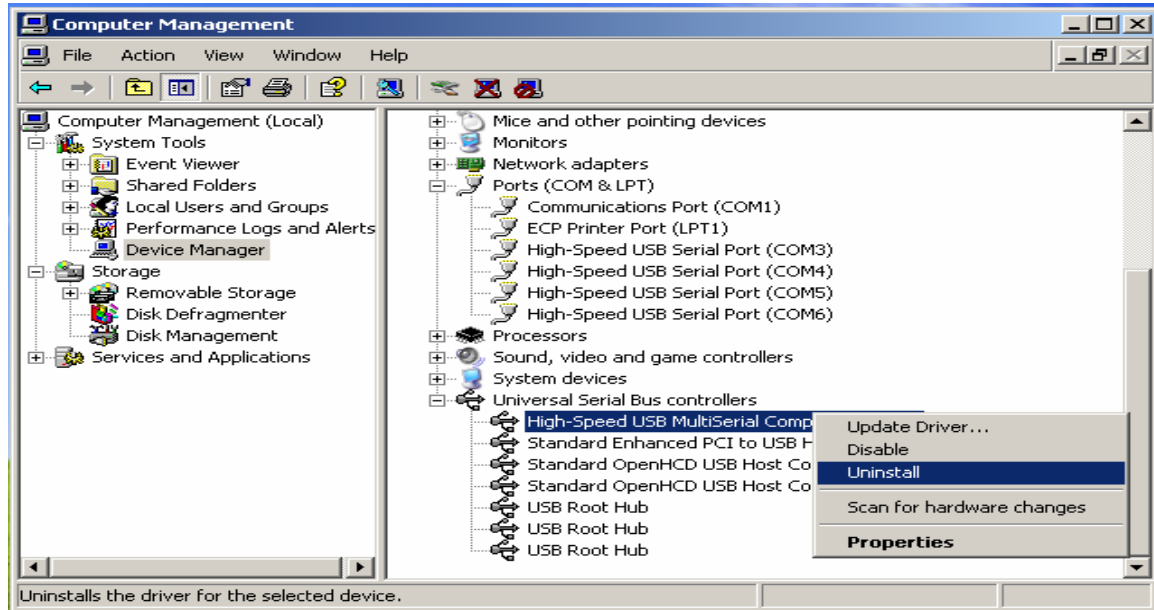 Computer Management
File Action View Window Help
Computer Management (Local)
System Tools
Event Viewer
Shared Folders
Local Users and Groups
Performance Logs and Alerts
Device Manager
Storage
Removable Storage
Disk Defragmenter
Disk Management
Services and Applications
Mice and other pointing devices
Monitors
Network adapters
Ports (COM & LPT)
Communications Port (COM1)
ECP Printer Port (LPT1)
High-Speed USB Serial Port (COM3)
High-Speed USB Serial Port (COM4)
High-Speed USB Serial Port (COM5)
High-Speed USB Serial Port (COM6)
Processors
Sound, video and game controllers
System devices
Universal Serial Bus controllers
High-Speed USB MultiSerial Comp
Standard Enhanced PCI to USB H
Standard OpenHCD USB Host Co
Standard OpenHCD USB Host Co
USB Root Hub
USB Root Hub
USB Root Hub
Update Driver...
Disable
Uninstall
Scan for hardware changes
Properties
Uninstalls the driver for the selected device.